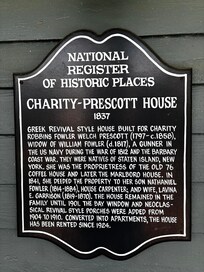 NATIONAL
REGISTER
OF HISTORIC PLACES
CHARITY-PRESCOTT HOUSE
1837
GREEK REVIVAL STYLE HOUSE BUILT FOR CHARITY
ROBBINS FOWLER WELCH PRESCOTT (1797-c.1858),
WIDOW OF WILLIAM FOWLER (d.1817), A GUNNER IN
THE US NAVY DURING THE WAR OF 1812 AND THE BARBARY
COAST WAR. THEY WERE NATIVES OF STATEN ISLAND, NEW
YORK. SHE WAS THE PROPRIETRESS OF THE OLD 76
COFFEE HOUSE AND LATER THE MARLBORO HOUSE. IN
1841, SHE DEEDED THE PROPERTY TO HER SON NATHANIEL
FOWLER (1814-1884), HOUSE CARPENTER; AND WIFE, LAVINA
E. GARRISON (1819-1870). THE HOUSE REMAINED IN THE
FAMILY UNTIL 1901. THE BAY WINDOW AND NEOCLAS-
SICAL REVIVAL STYLE PORCHES WERE ADDED FROM
1904 TO 1910. CONVERTED INTO APARTMENTS, THE HOUSE
HAS BEEN RENTED SINCE 1924.